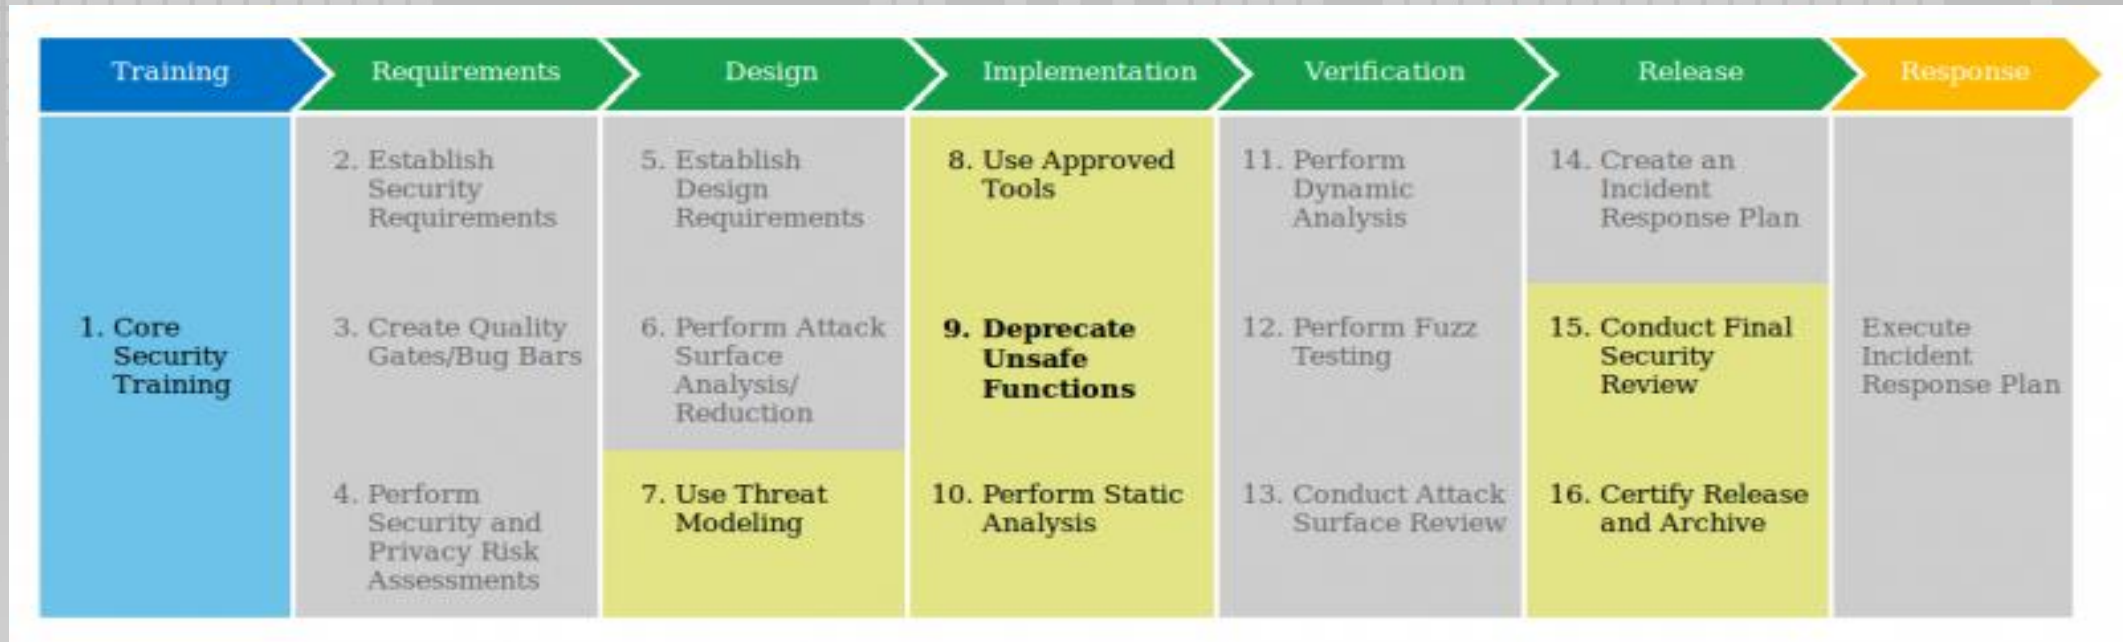 Training
Requirements
Design
Implementation
Verification
Release
Response
1. Core
Security
Training
2. Establish
Security
Requirements
3. Create Quality
Gates/Bug Bars
4. Perform
Security and
Privacy Risk
Assessments
5. Establish
Design
Requirements
6. Perform Attack
Surface
Analysis/
Reduction
7. Use Threat
Modeling
8. Use Approved
Tools
9. Deprecate
Unsafe
Functions
10. Perform Static
Analysis
11. Perform
Dynamic
Analysis
12. Perform Fuzz
Testing
13. Conduct Attack
Surface Review
14. Create an
Incident
Response Plan
15. Conduct Final
Security
Review
16. Certify Release
and Archive
Execute
Incident
Response Plan